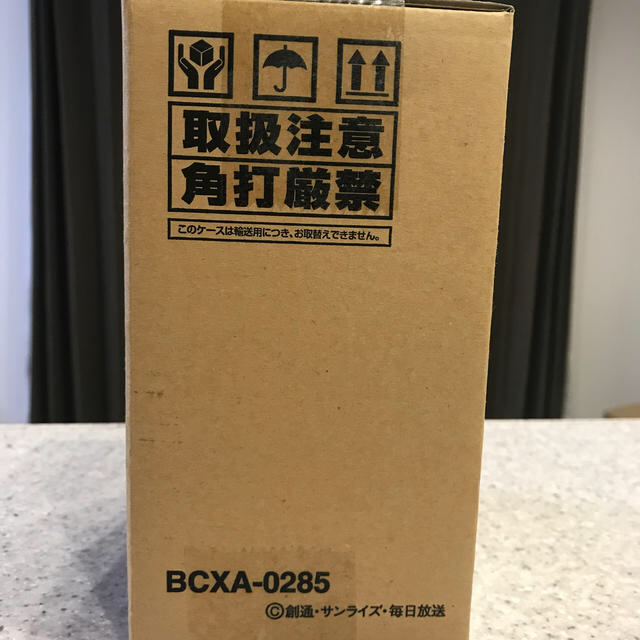 取扱注意
角打厳禁
このケースは輸送用につき、お取替えできません。
BCXA-0285
©創通・サンライズ・毎日放送